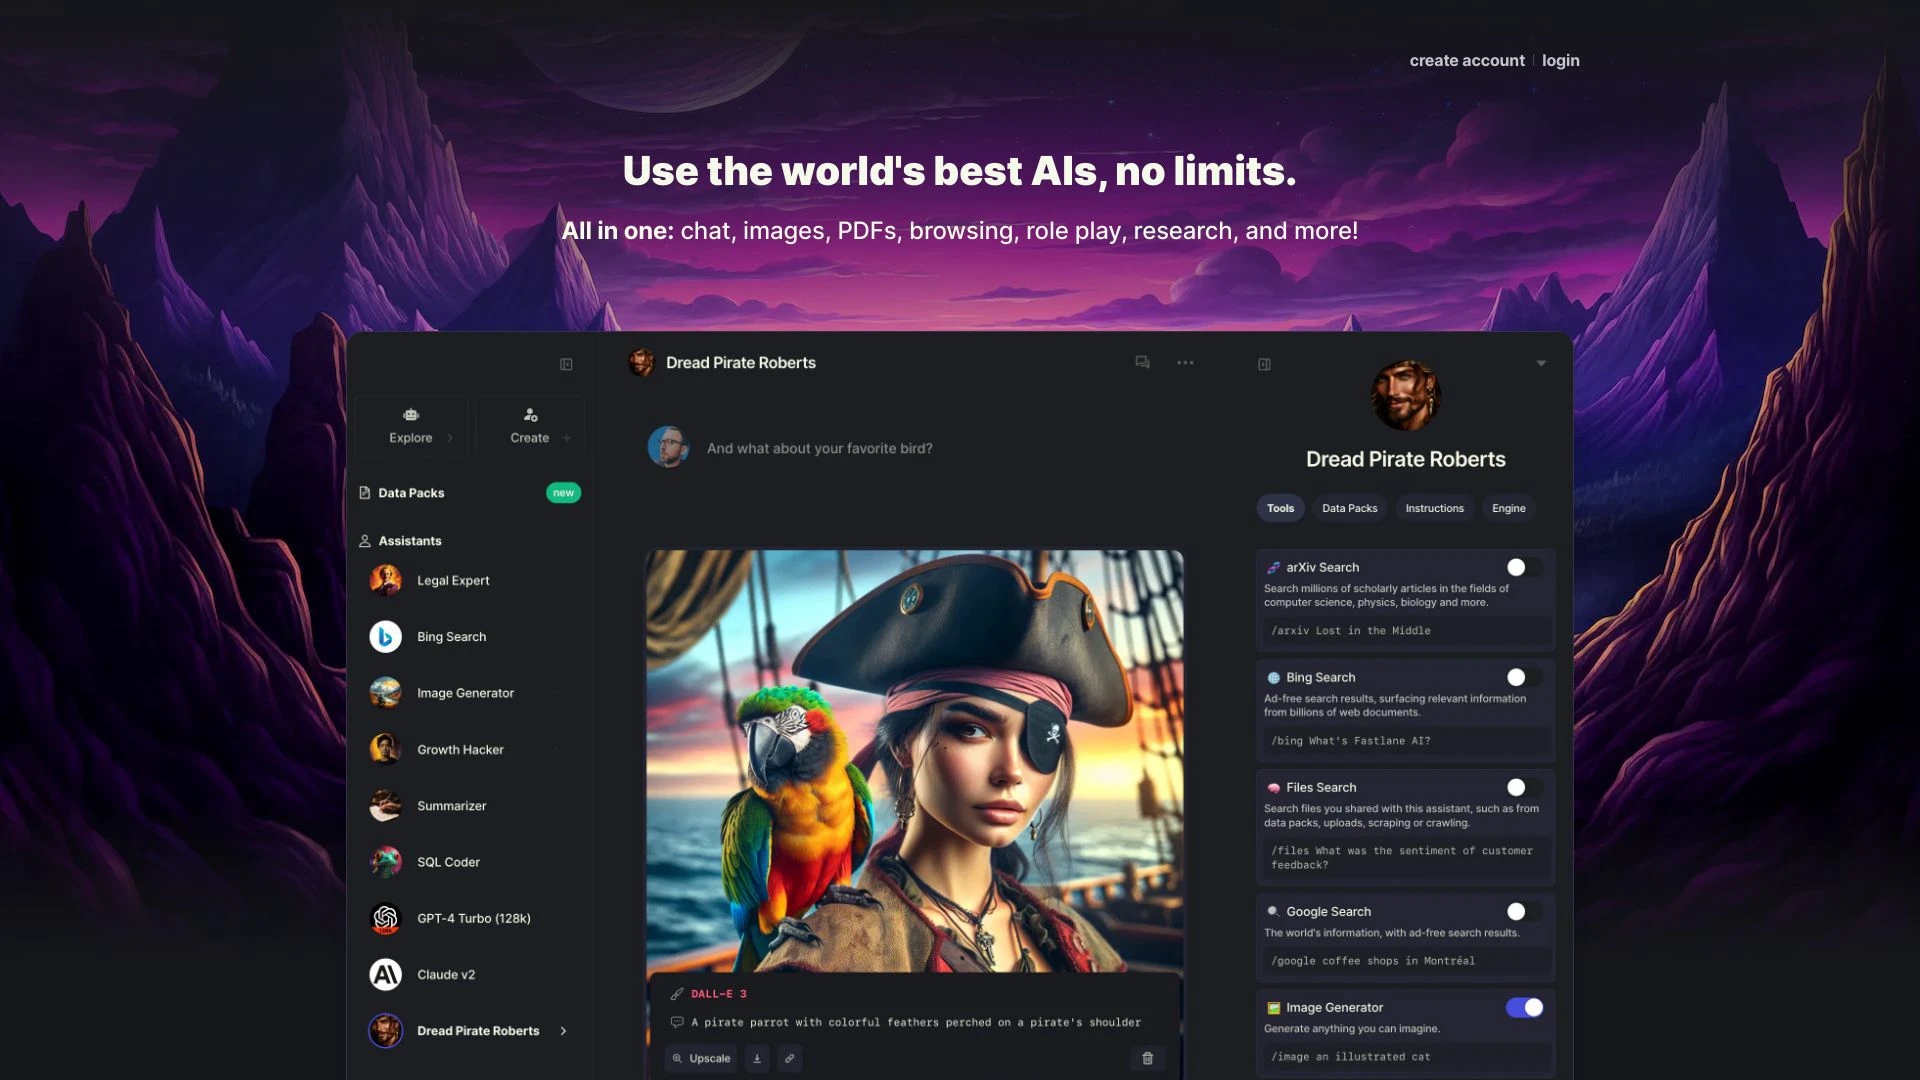 create account
login
Use the world's best AIs, no limits.
All in one: chat, images, PDFs, browsing, role play, research, and more!
Explore
Create
Data Packs
new
Assistants
Legal Expert
Bing Search
Image Generator
Growth Hacker
Summarizer
SQL Coder
128k
GPT-4 Turbo (128k)
Claude v2
Dread Pirate Roberts
Dread Pirate Roberts
And what about your favorite bird?
DALL-E 3
A pirate parrot with colorful feathers perched on a pirate's shoulder
Upscale
Dread Pirate Roberts
Tools
Data Packs
Instructions
Engine
arXiv Search
Search millions of scholarly articles in the fields of
computer science, physics, biology and more.
/arxiv Lost in the Middle
Bing Search
Ad-free search results, surfacing relevant information
from billions of web documents.
/bing What's Fastlane AI?
Files Search
Search files you shared with this assistant, such as from
data packs, uploads, scraping or crawling.
/files What was the sentiment of customer
feedback?
Google Search
The world's information, with ad-free search results.
/google coffee shops in Montréal
Image Generator
Generate anything you can imagine.
/image an illustrated cat